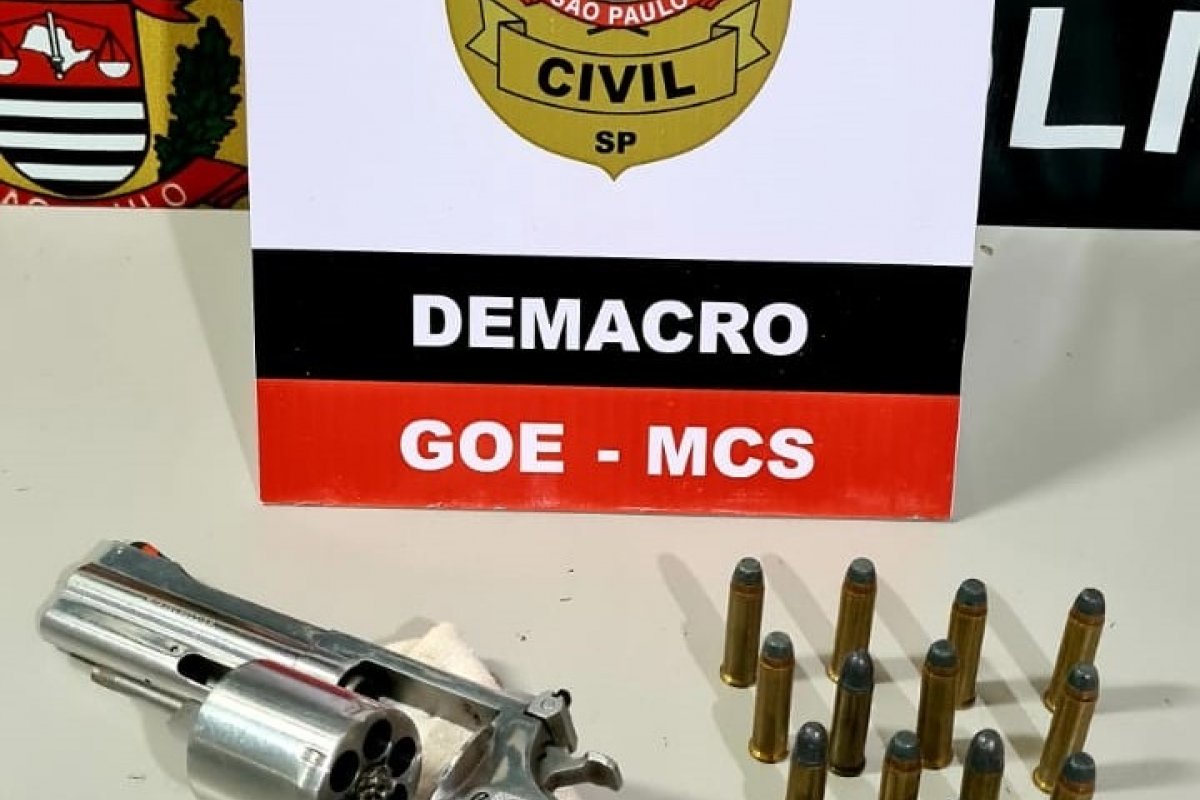 SÃO PAULO
CIVIL
SP
LI
DEMACRO
GOE - MCS